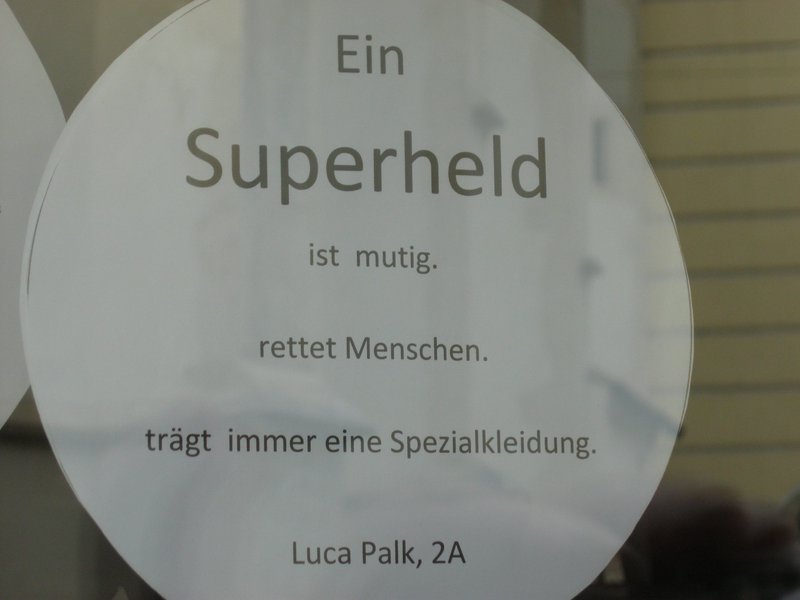 Ein
Superheld
ist mutig.
rettet Menschen.
trägt immer eine Spezialkleidung.
Luca Palk, 2A